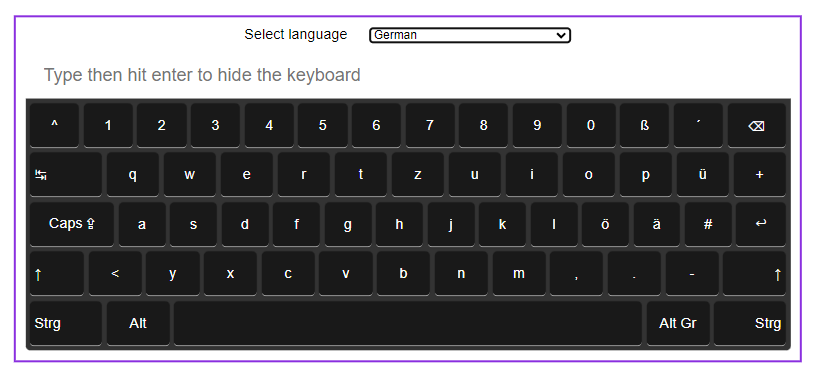 Select language German
Type then hit enter to hide the keyboard
^ 1 2 3 4 5 6 7 8 9 0 ß ´ ⌫
↹ q w e r t z u i o p ü +
Caps ⇪ a s d f g h j k l ö ä # ↩
↑ < y x c v b n m , . - ↑
Strg Alt Alt Gr Strg